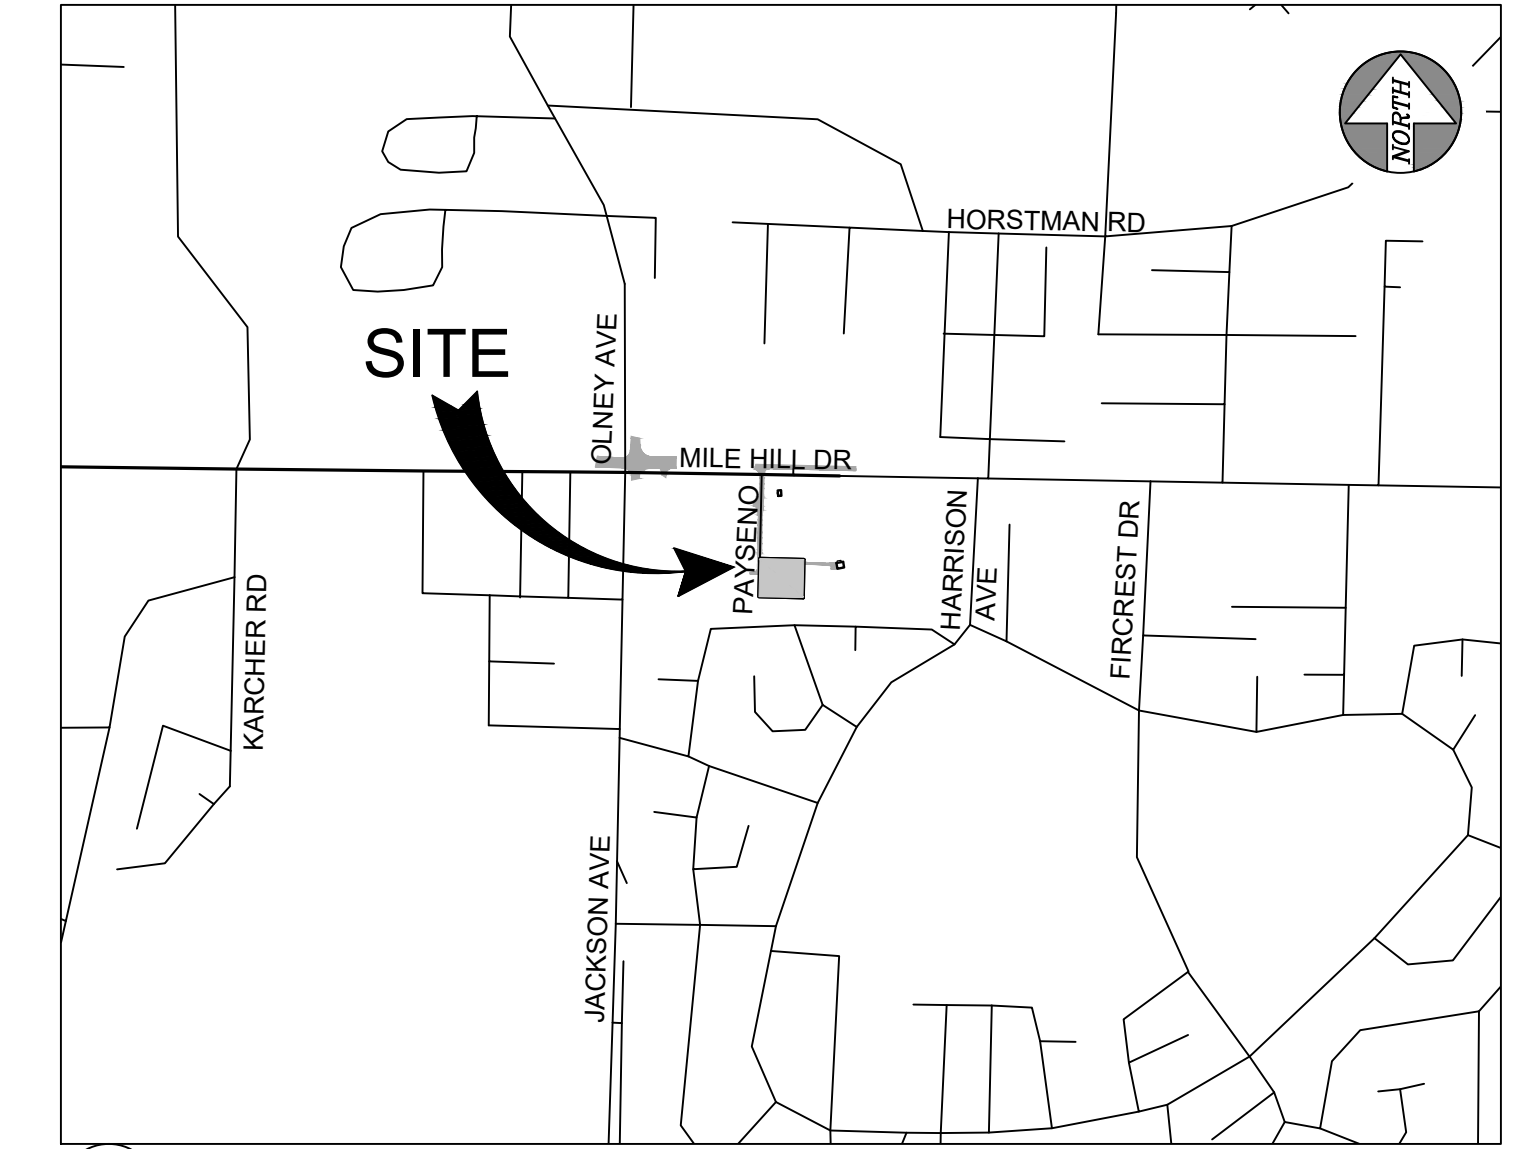 NORTH
HORSTMAN RD
SITE
OLNEY AVE
MILE HILL DR
PAYSENO
HARRISON
AVE
FIRCREST DR
KARCHER RD
JACKSON AVE